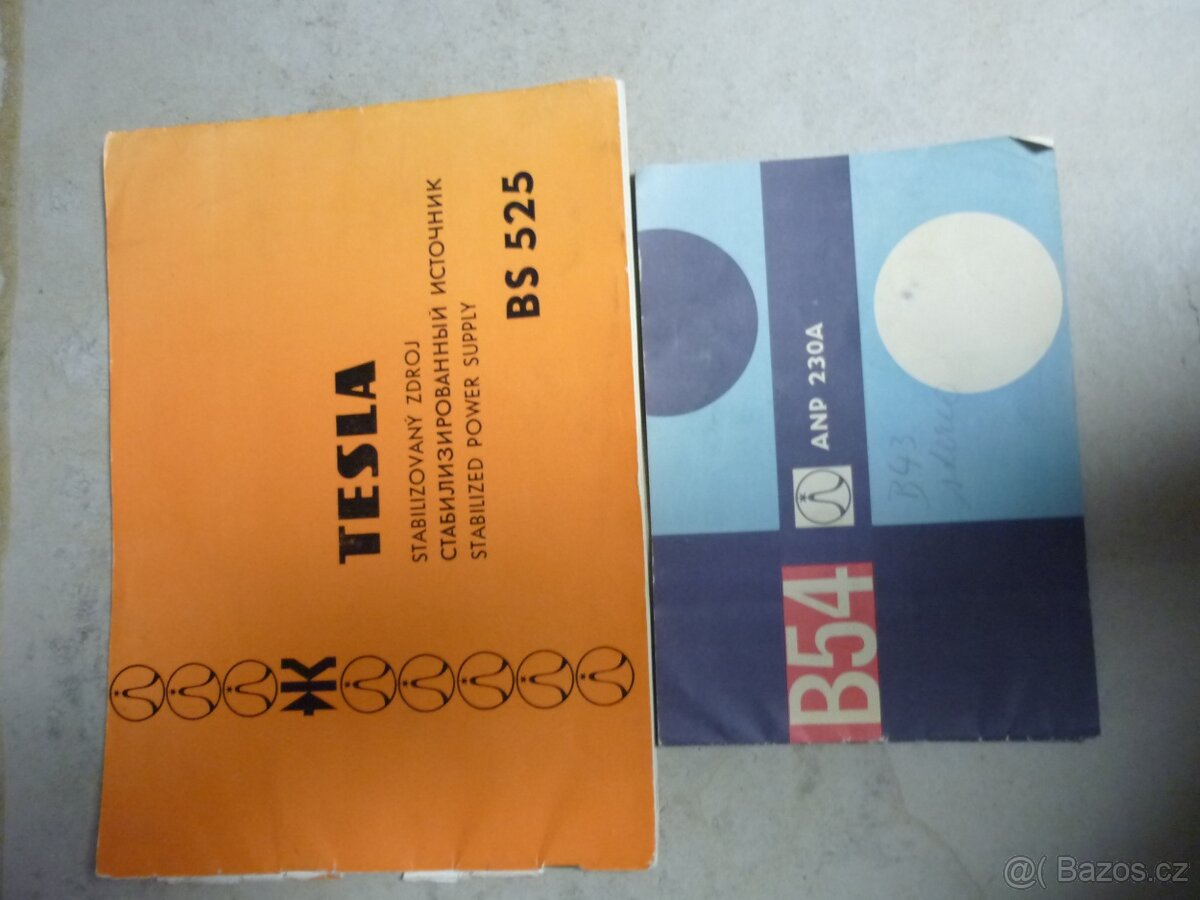 TESLA
STABILIZOVANÝ ZDROJ
СТАБИЛИЗИРОВАННЫЙ ИСТОЧНИК
STABILIZED POWER SUPPLY
BS 525
B54 ANP 230A
B43
@( Bazos.cz